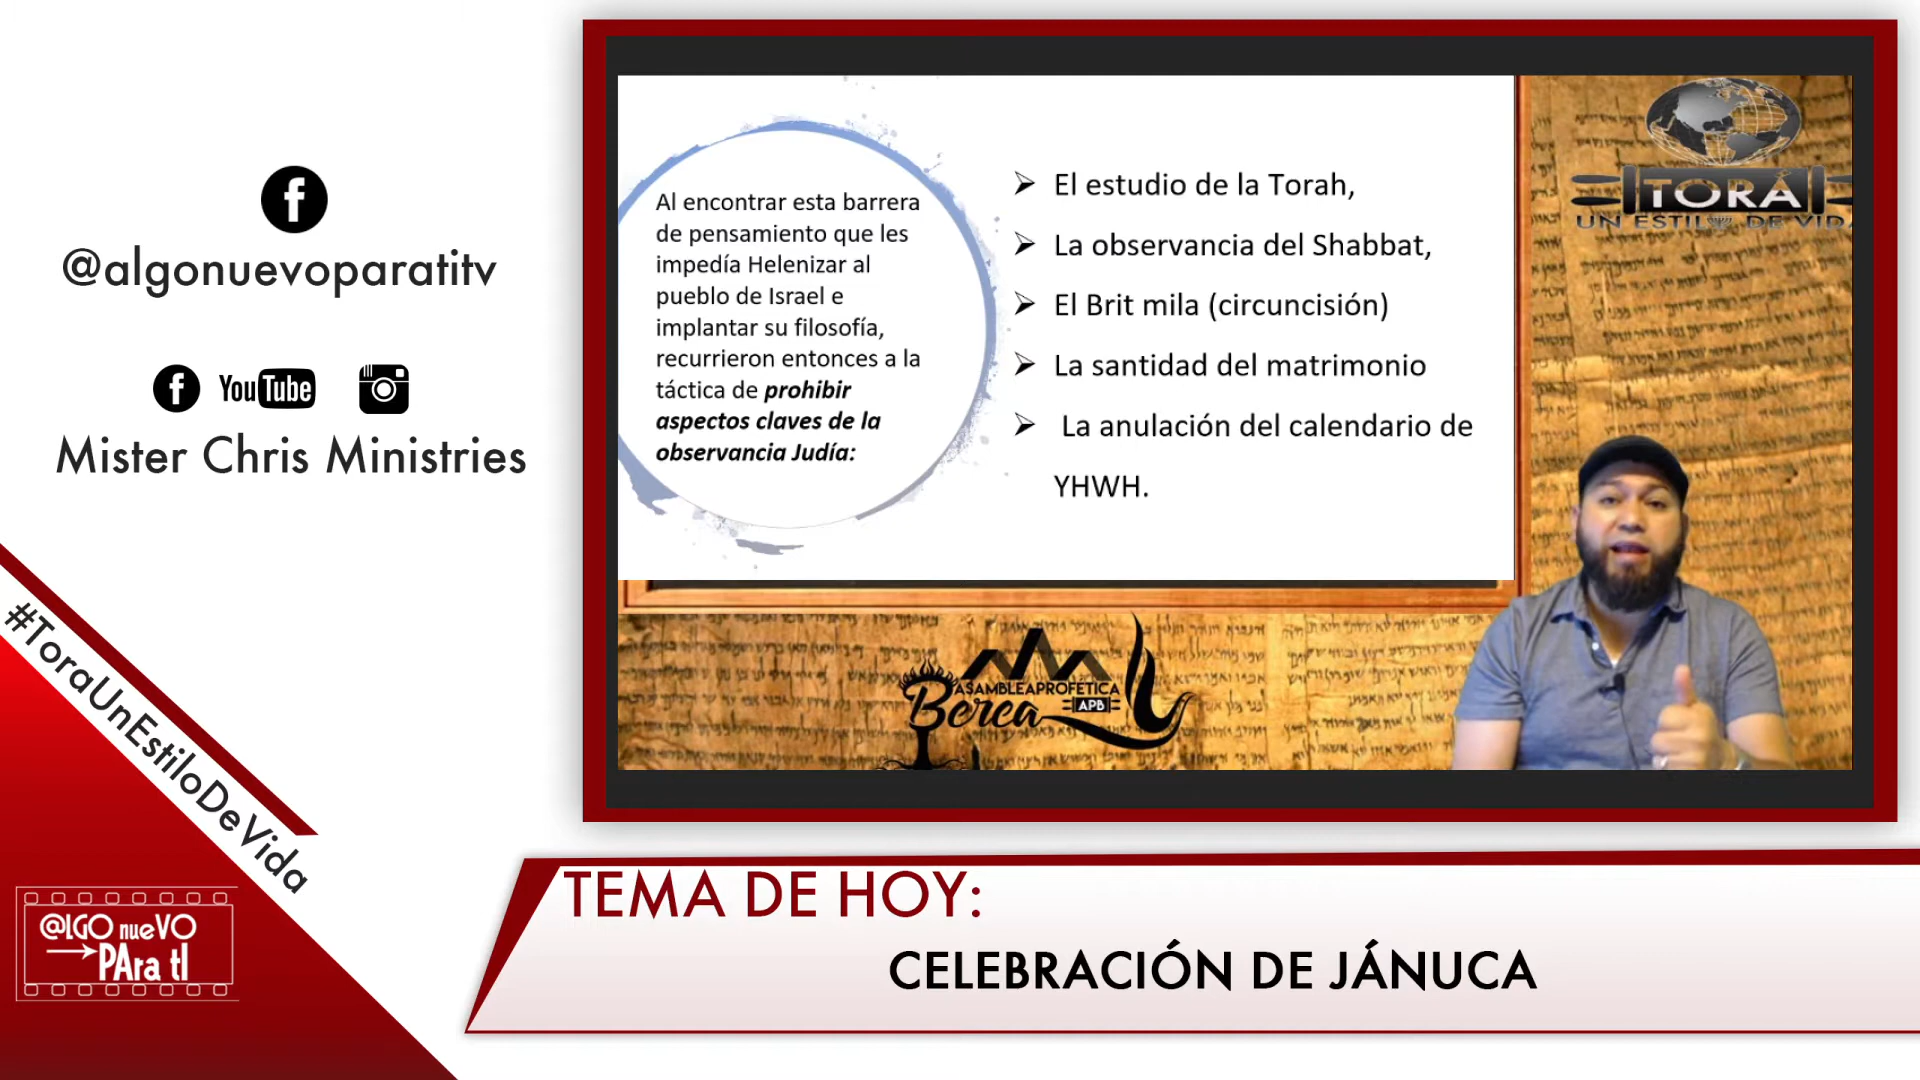 @algonuevoparatitv
YouTube
Mister Chris Ministries
#ToraUnEstiloDeVida
@LGO nueVO
PAra tI
Al encontrar esta barrera
de pensamiento que les
impedía Helenizar al
pueblo de Israel e
implantar su filosofía,
recurrieron entonces a la
táctica de prohibir
aspectos claves de la
observancia Judía:
El estudio de la Torah,
La observancia del Shabbat,
El Brit mila (circuncisión)
La santidad del matrimonio
La anulación del calendario de
YHWH.
TORÁ
UN ESTILO DE VIDA
ASAMBLEAPROFÉTICA
Berea
APB
TEMA DE HOY:
CELEBRACIÓN DE JÁNUCA